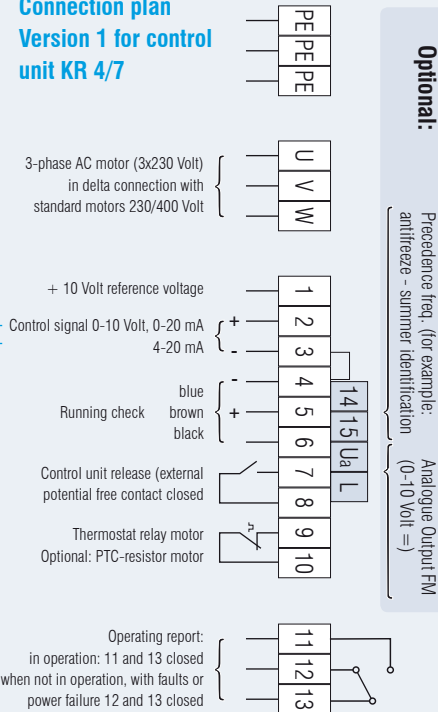 Connection plan
Version 1 for control
unit KR 4/7
PE
PE
PE
3-phase AC motor (3x230 Volt)
in delta connection with
standard motors 230/400 Volt
U
V
W
+ 10 Volt reference voltage
1
Control signal 0-10 Volt, 0-20 mA
4-20 mA
+
-
2
3
blue
Running check brown
black
-
+
4
5
6
Control unit release (external
potential free contact closed
7
8
Thermostat relay motor
Optional: PTC-resistor motor
9
10
Operating report:
in operation: 11 and 13 closed
when not in operation, with faults or
power failure 12 and 13 closed
11
12
13
14 15 Ua L
Optional:
Precedence freq. (for example:
antifreeze - summer identification
Analogue Output FM
(0-10 Volt =)